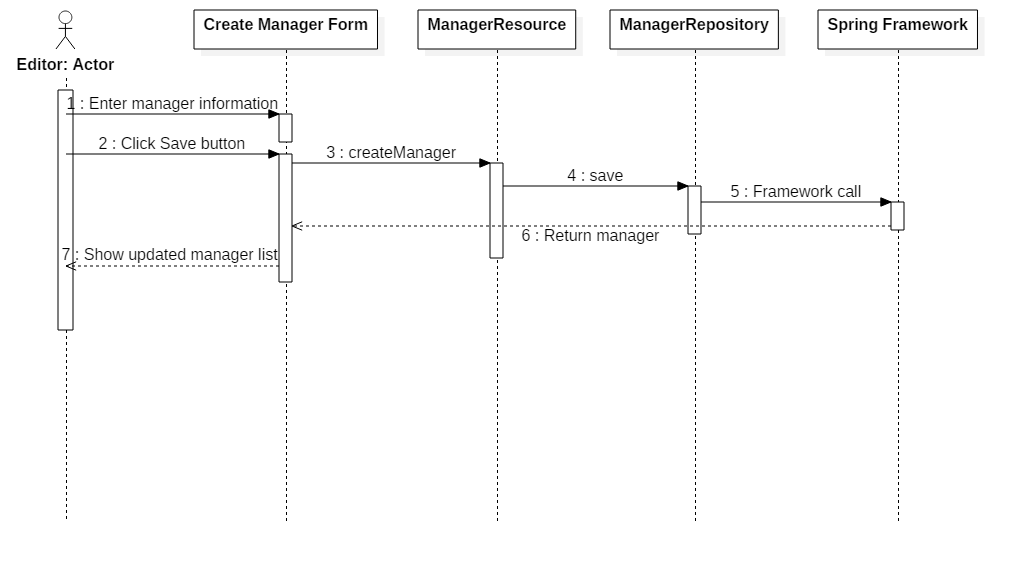 Editor: Actor
Create Manager Form
ManagerResource
ManagerRepository
Spring Framework
1 : Enter manager information
2 : Click Save button
3 : createManager
4 : save
5 : Framework call
6 : Return manager
7 : Show updated manager list